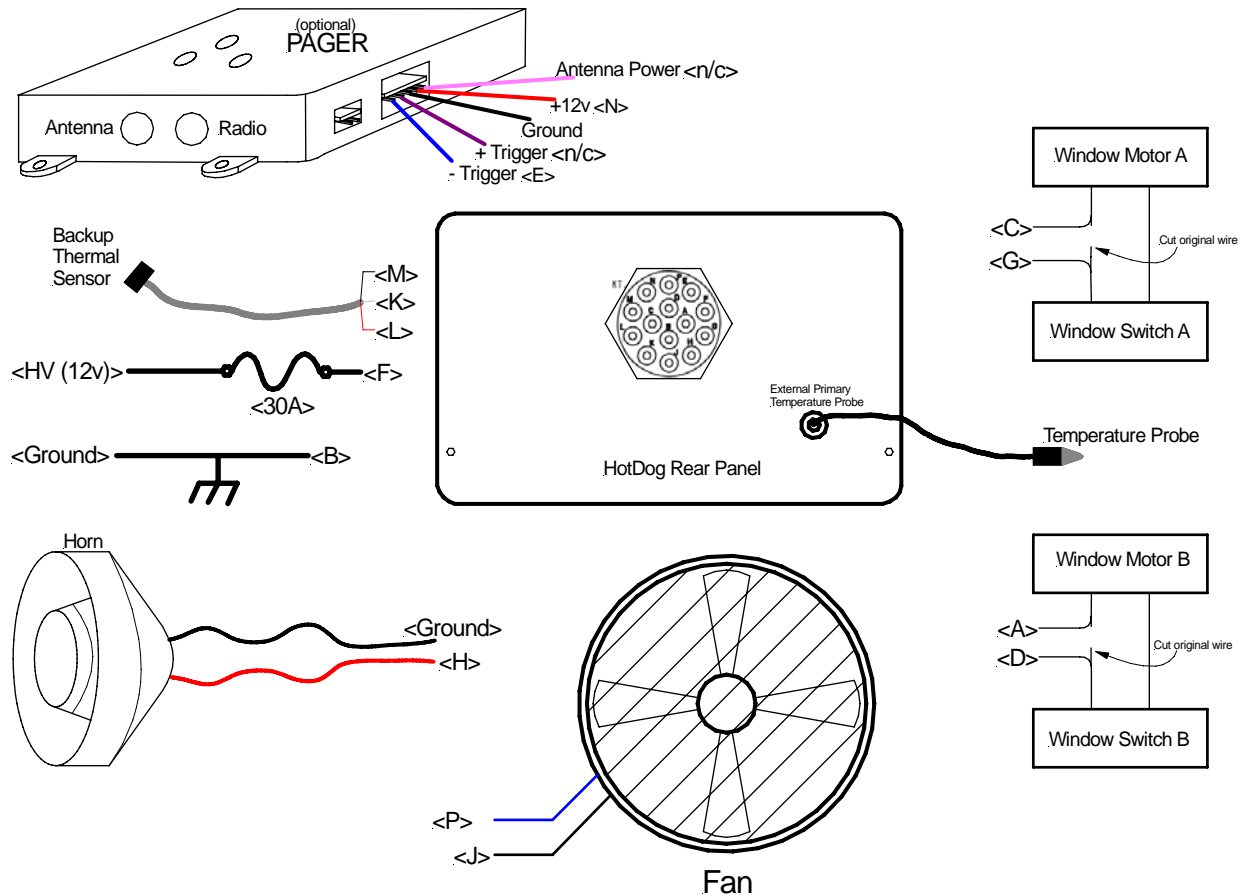 (optional)
PAGER
Antenna Power <n/c>
+12v <N>
Ground
+ Trigger <n/c>
- Trigger <E>
Antenna
Radio
Backup
Thermal
Sensor
<M>
<K>
<L>
<HV (12v)>
<F>
<30A>
<Ground>
<B>
KT.
N
P
E
M
D
F
C
A
L
B
G
K
H
J
External Primary
Temperature Probe
HotDog Rear Panel
Temperature Probe
Window Motor A
<C>
<G>
Cut original wire
Window Switch A
Horn
<Ground>
<H>
<P>
<J>
Fan
Window Motor B
<A>
<D>
Cut original wire
Window Switch B